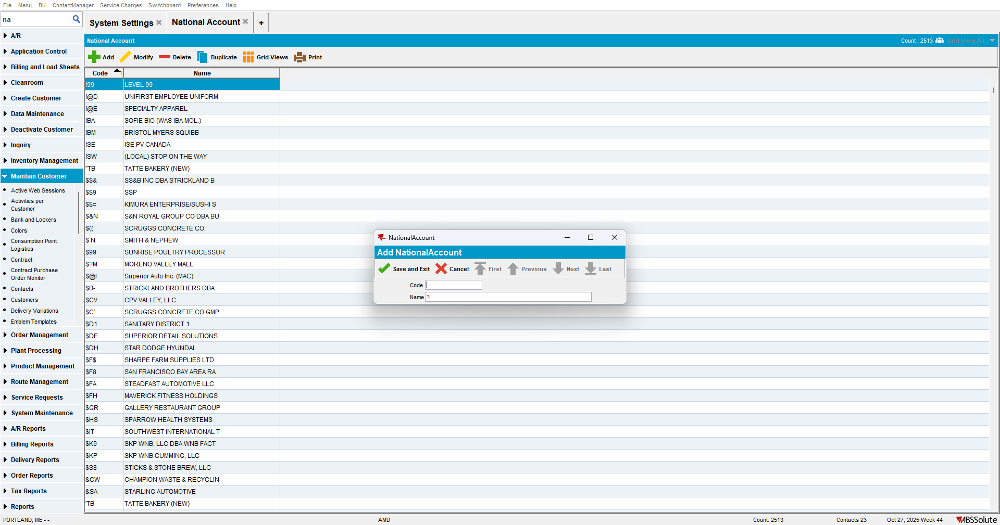 File Menu BU ContactManager Service Charges Switchboard Preferences Help
na
System Settings
National Account
+
National Account
Count : 2513
Grid View All
Add
Modify
Delete
Duplicate
Grid Views
Print
A/R
Application Control
Billing and Load Sheets
Cleanroom
Create Customer
Data Maintenance
Deactivate Customer
Inquiry
Inventory Management
Maintain Customer
Active Web Sessions
Activities per
Customer
Bank and Lockers
Colors
Consumption Point
Logistics
Contract
Contract Purchase
Order Monitor
Contacts
Customers
Delivery Variations
Emblem Templates
Order Management
Plant Processing
Product Management
Route Management
Service Requests
System Maintenance
A/R Reports
Billing Reports
Delivery Reports
Order Reports
Tax Reports
Reports
Code 1 Name
!99 LEVEL 99
!@D UNIFIRST EMPLOYEE UNIFORM
!@E SPECIALTY APPAREL
!BA SOFIE BIO (WAS IBA MOL.)
!BM BRISTOL MYERS SQUIBB
!SE ISE PV CANADA
!SW (LOCAL) STOP ON THE WAY
"TB TATTE BAKERY (NEW)
$$& SS&B INC DBA STRICKLAND B
$$9 SSP
$$= KIMURA ENTERPRISE/SUSHI S
$&N S&N ROYAL GROUP CO DBA BU
$(( SCRUGGS CONCRETE CO.
$.N SMITH & NEPHEW
$99 SUNRISE POULTRY PROCESSOR
$?M MORENO VALLEY MALL
$@I Superior Auto Inc. (MAC)
$B- STRICKLAND BROTHERS DBA
$CV CPV VALLEY, LLC
$C` SCRUGGS CONCRETE CO GMP
$D1 SANITARY DISTRICT 1
$DE SUPERIOR DETAIL SOLUTIONS
$DH STAR DODGE HYUNDAI
$F$ SHARPE FARM SUPPLIES LTD
$F8 SAN FRANCISCO BAY AREA RA
$FA STEADFAST AUTOMOTIVE LLC
$FH MAVERICK FITNESS HOLDINGS
$GR GALLERY RESTAURANT GROUP
$HS SPARROW HEALTH SYSTEMS
$IT SOUTHWEST INTERNATIONAL T
$K9 SKP WNB, LLC DBA WNB FACT
$KP SKP WNB CUMMING, LLC
$S8 STICKS & STONE BREW, LLC
&CW CHAMPION WASTE & RECYCLIN
&SA STARLING AUTOMOTIVE
'TB TATTE BAKERY (NEW)
NationalAccount
Add NationalAccount
Save and Exit
Cancel
First
Previous
Next
Last
Code
Name ?
PORTLAND, ME - -
AMD
Count: 2513
Contacts 23
Oct 27, 2025 Week 44
ABSSolute